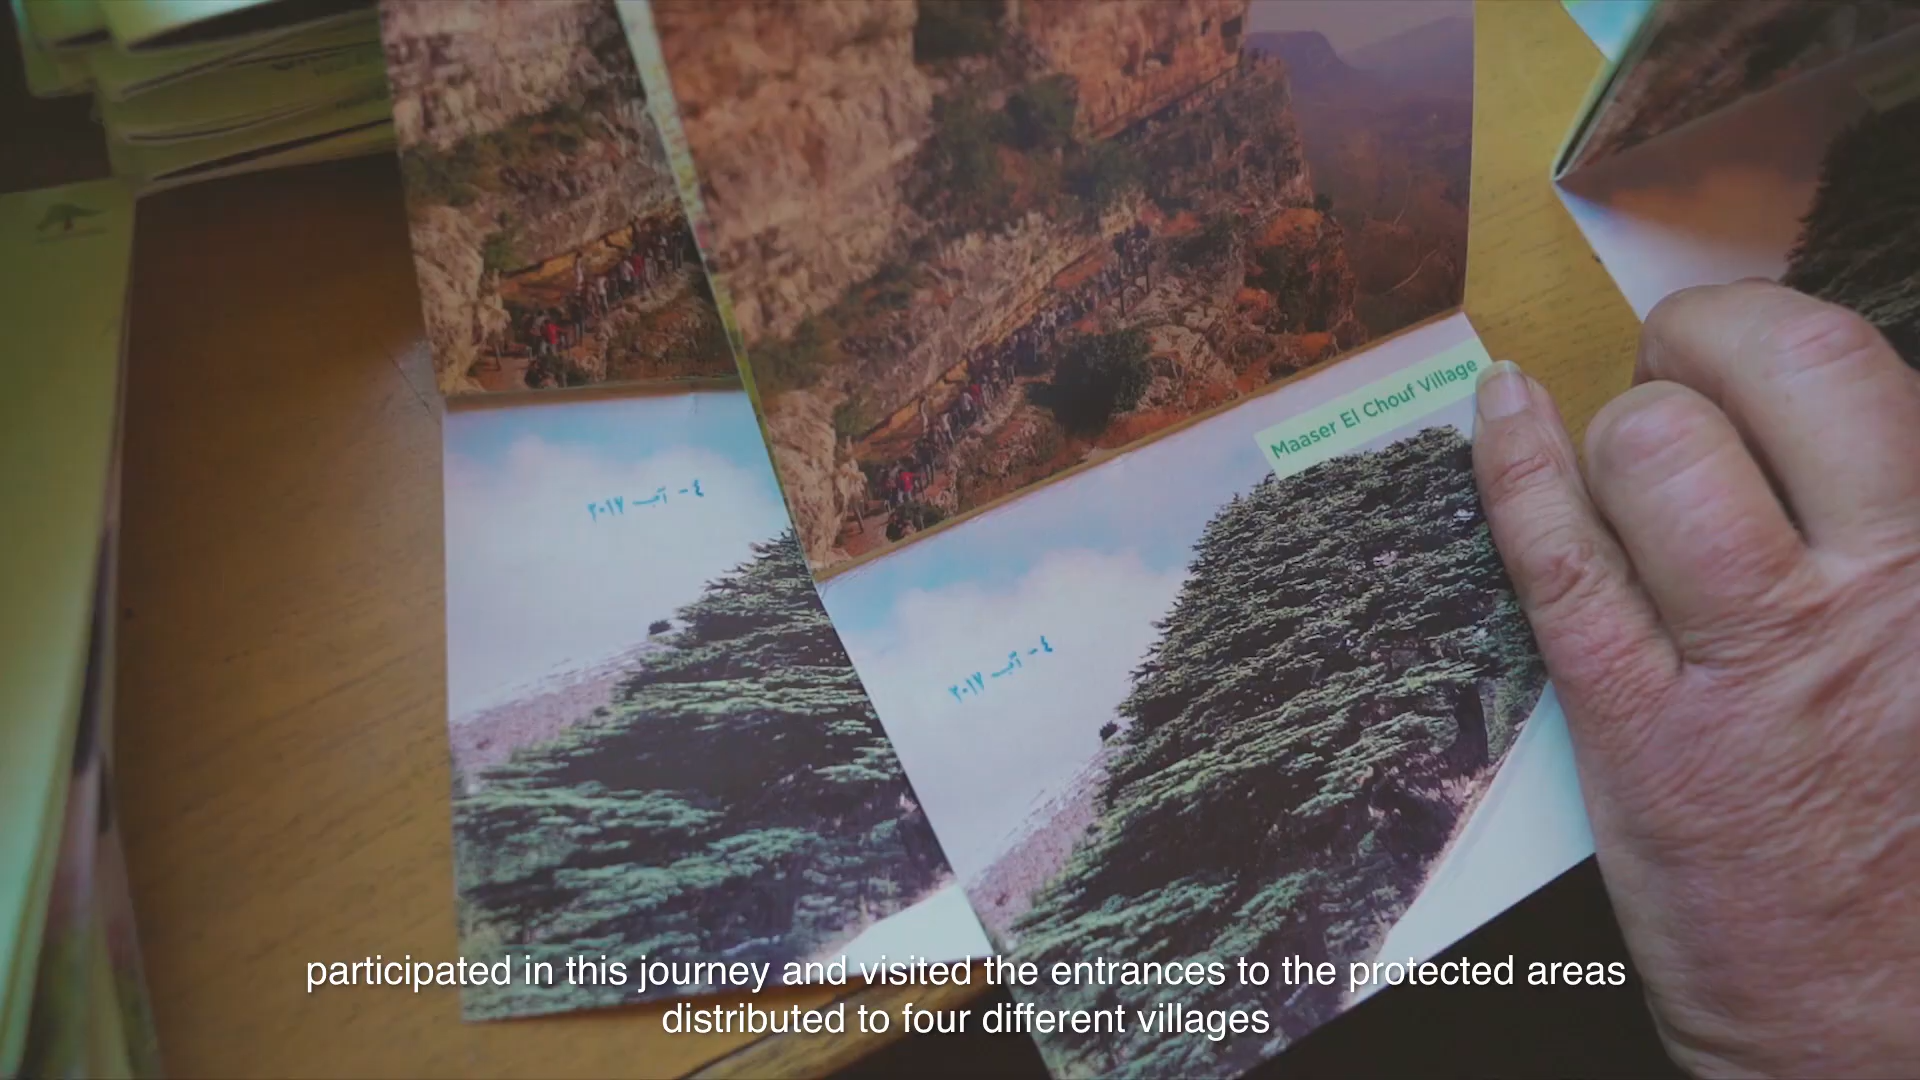 Maaser El Chouf Village
٤ - آب ٢٠١٧
٤ - آب ٢٠١٧
participated in this journey and visited the entrances to the protected areas
distributed to four different villages